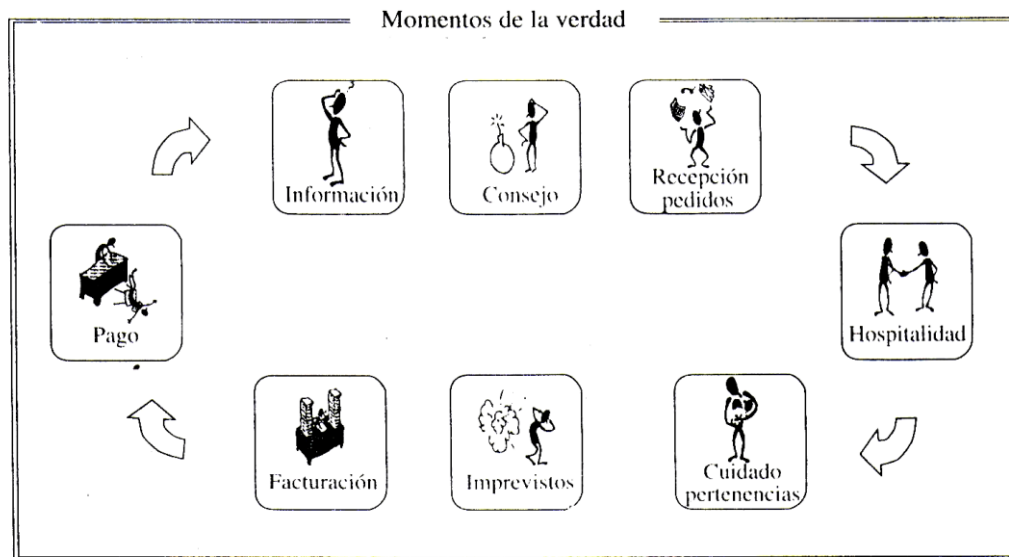 Momentos de la verdad
Información
Consejo
Recepción
pedidos
Hospitalidad
Cuidado
pertenencias
Imprevistos
Facturación
Pago